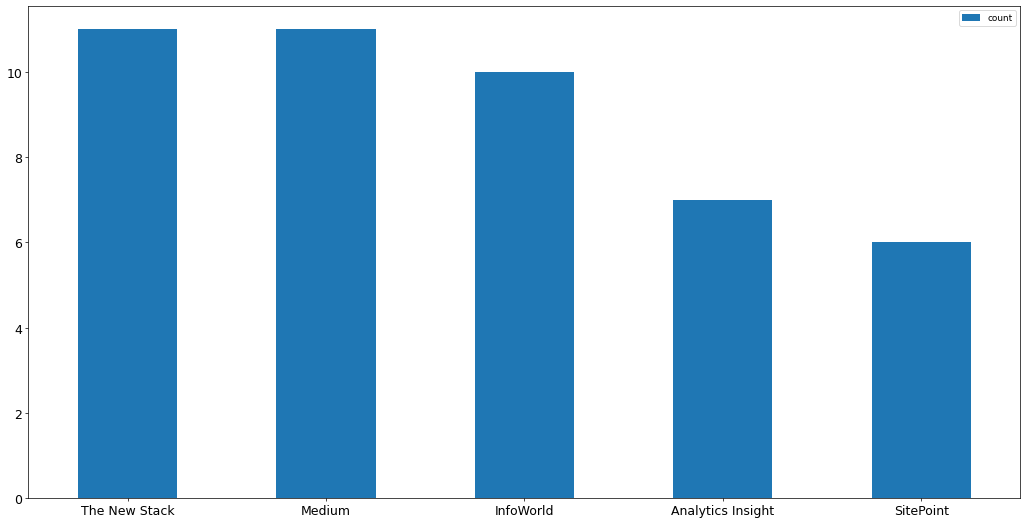 count
10
8
6
4
2
0
The New Stack
Medium
InfoWorld
Analytics Insight
SitePoint